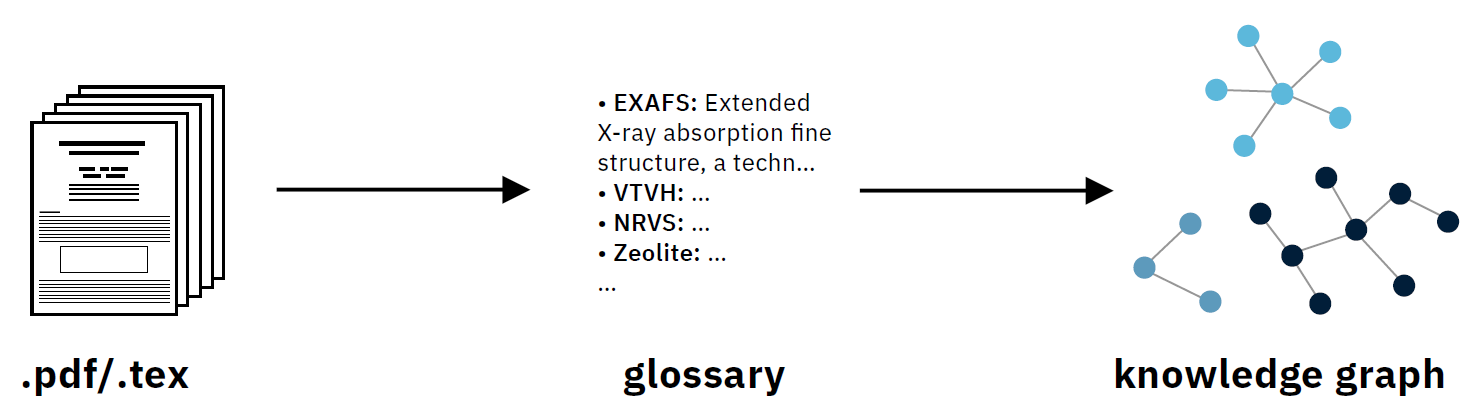 • EXAFS: Extended
X-ray absorption fine
structure, a techn...
• VTVH: ...
• NRVS: ...
• Zeolite: ...
...
.pdf/.tex
glossary
knowledge graph